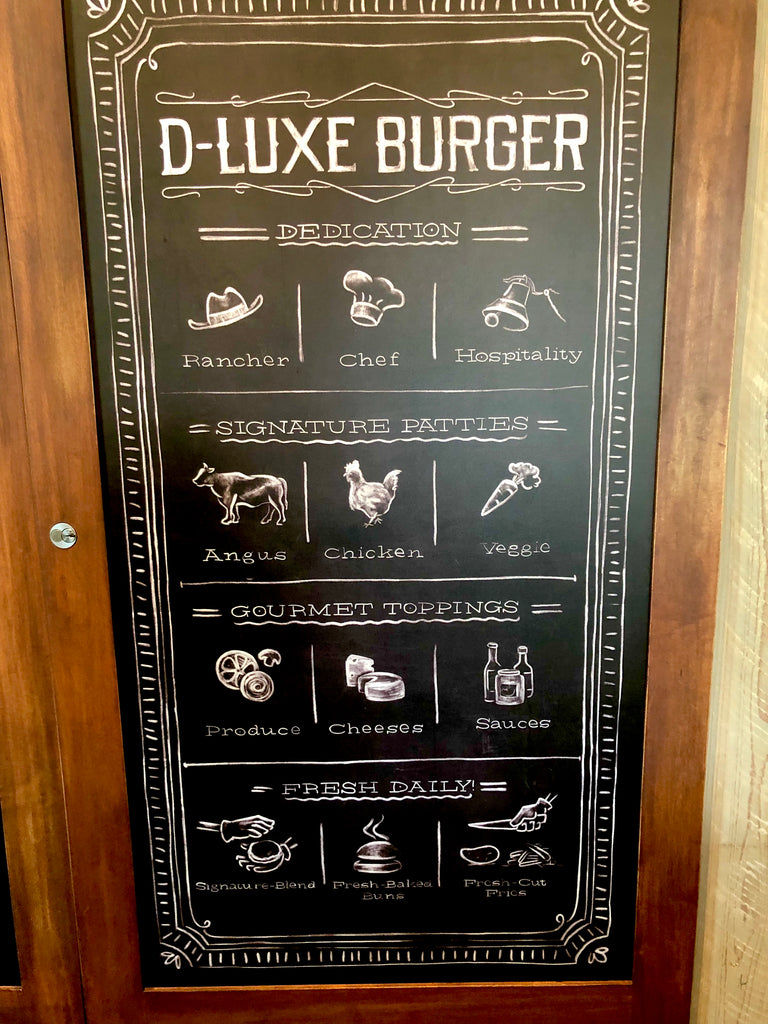 D-LUXE BURGER
DEDICATION
Rancher Chef Hospitality
SIGNATURE PATTIES
Angus Chicken Veggie
GOURMET TOPPINGS
Produce Cheeses Sauces
FRESH DAILY!
Signature-Blend Fresh-Baked Buns Fresh-Cut Fries